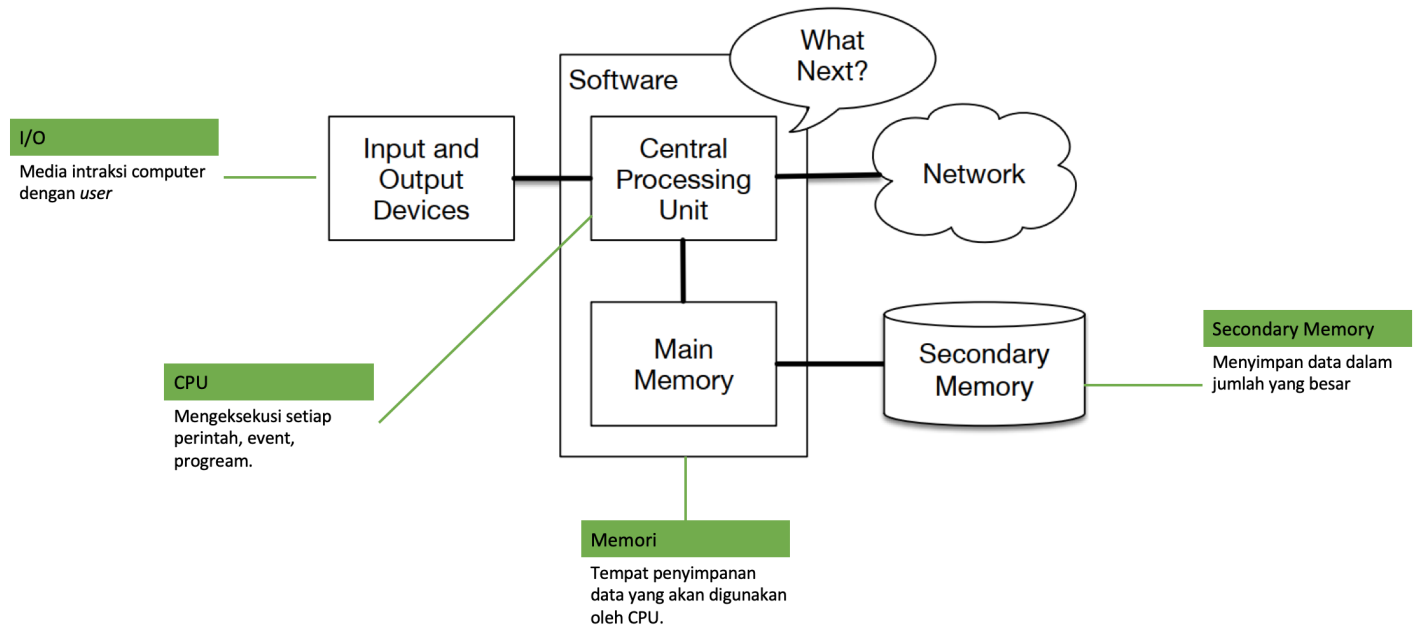 What
Next?
Software
I/O
Media intraksi computer
dengan user
Input and
Output
Devices
Central
Processing
Unit
Network
CPU
Mengeksekusi setiap
perintah, event,
progream.
Main
Memory
Secondary
Memory
Secondary Memory
Menyimpan data dalam
jumlah yang besar
Memori
Tempat penyimpanan
data yang akan digunakan
oleh CPU.